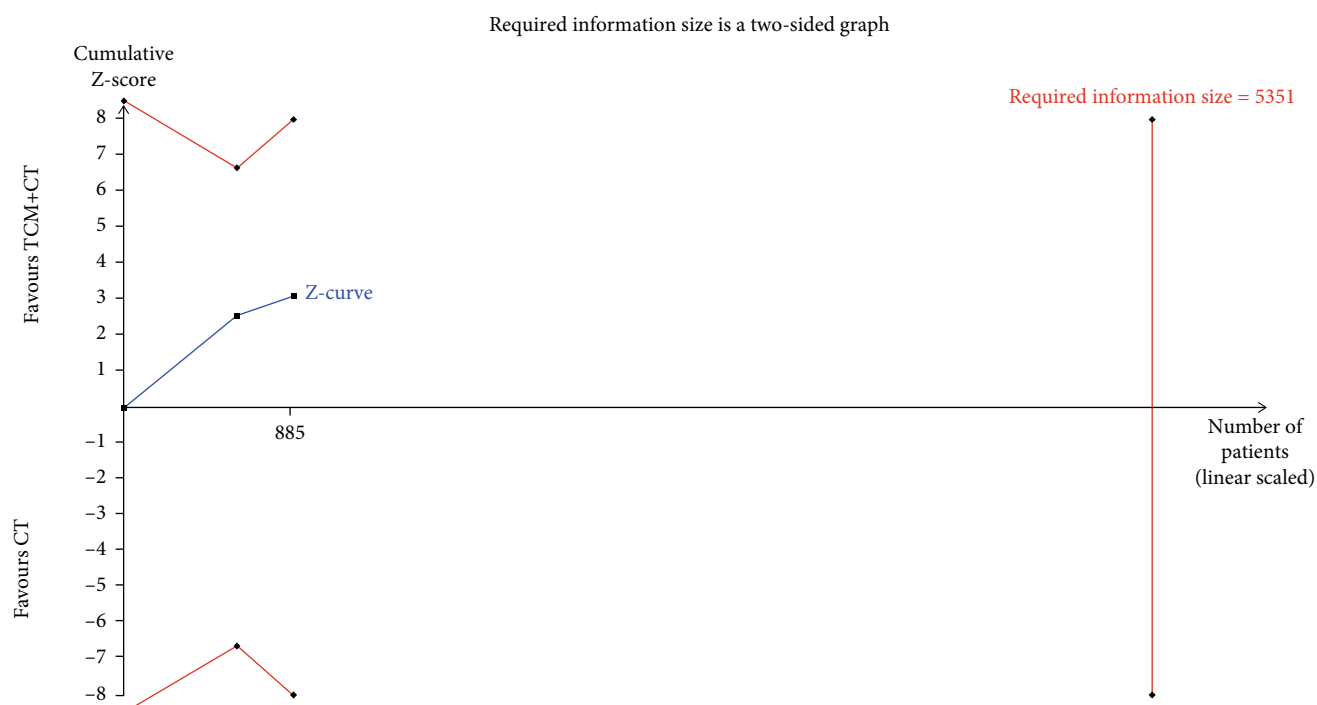 Required information size is a two-sided graph
Cumulative
Z-score
Required information size = 5351
8
7
6
5
4
3
2
1
–1
–2
–3
–4
–5
–6
–7
–8
Favours TCM+CT
Favours CT
Z-curve
885
Number of
patients
(linear scaled)